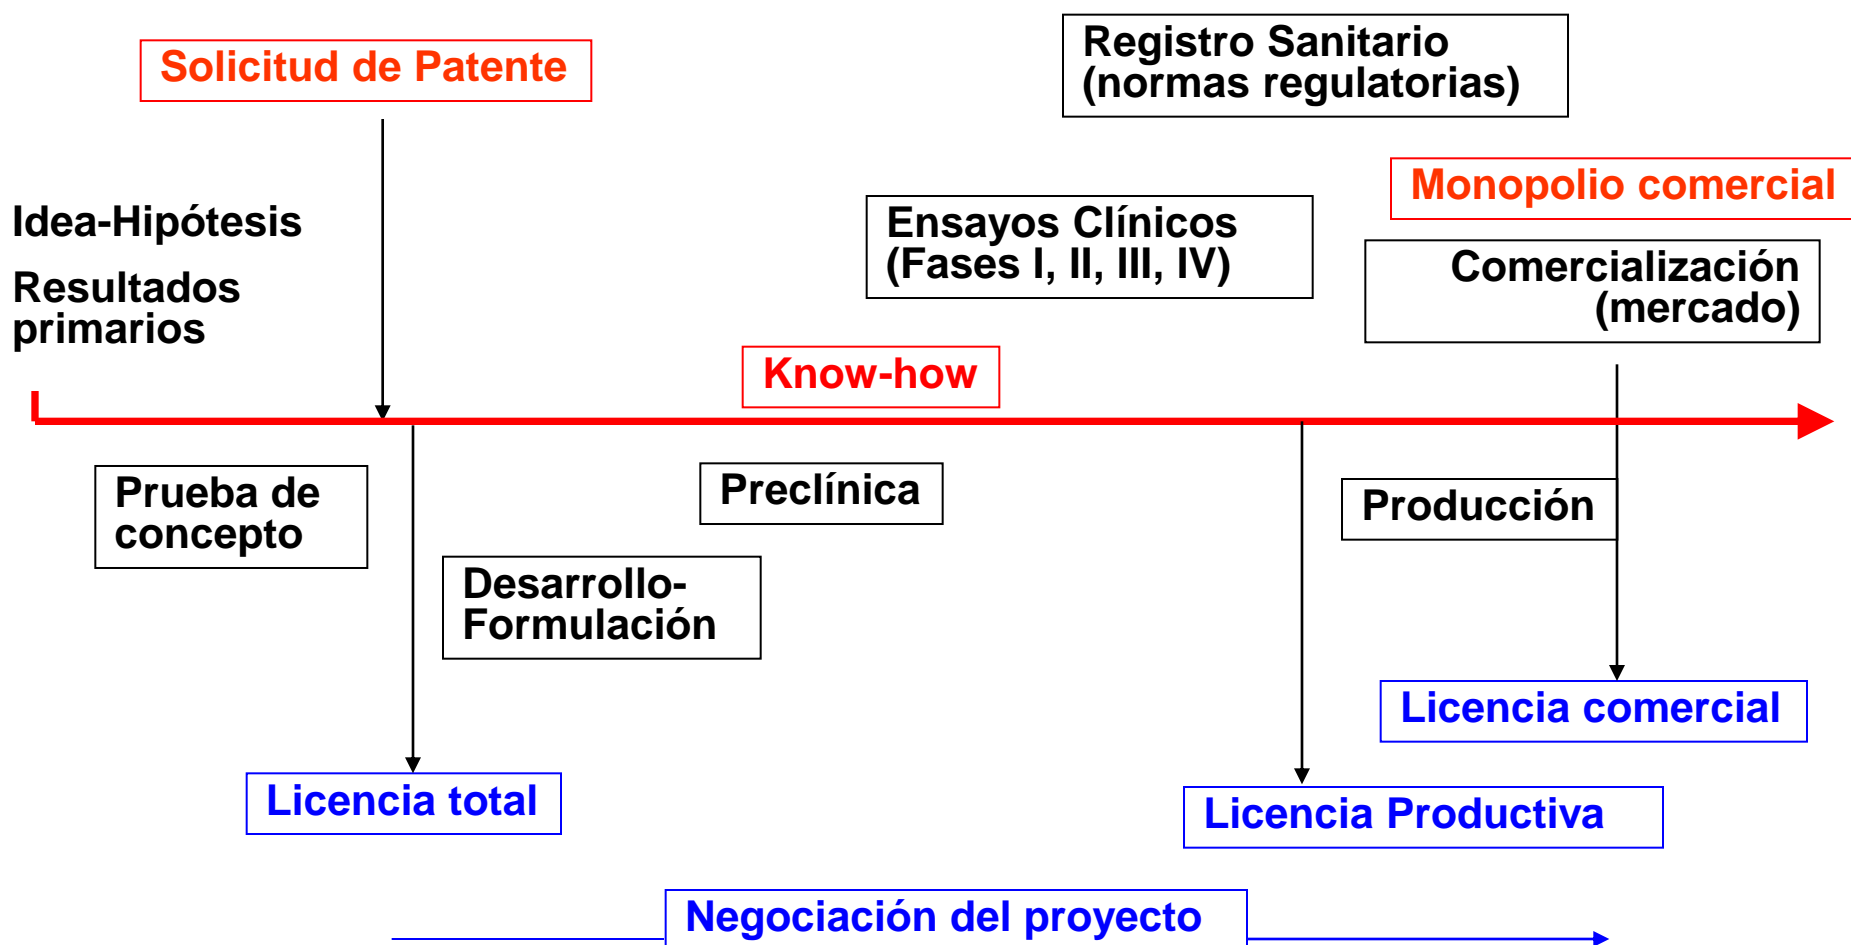 Registro Sanitario
(normas regulatorias)
Solicitud de Patente
Monopolio comercial
Idea-Hipótesis
Ensayos Clínicos
(Fases I, II, III, IV)
Comercialización
(mercado)
Resultados
primarios
Know-how
Prueba de
concepto
Preclínica
Producción
Desarrollo-
Formulación
Licencia comercial
Licencia total
Licencia Productiva
Negociación del proyecto